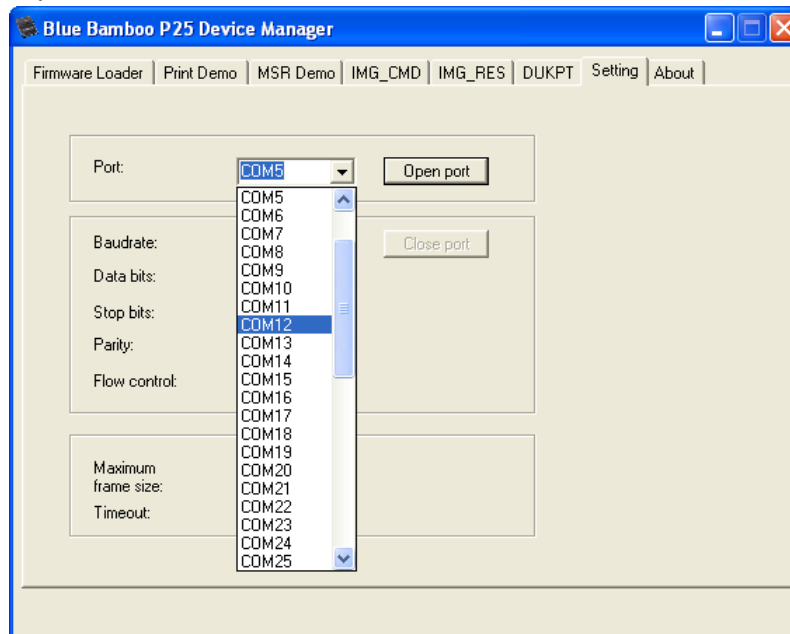 Blue Bamboo P25 Device Manager
Firmware Loader Print Demo MSR Demo IMG_CMD IMG_RES DUKPT Setting About
Port: COM5 Open port
COM5
COM6
COM7
Baudrate: COM8 Close port
COM9
Data bits: COM10
COM11
Stop bits: COM12
Parity: COM13
COM14
Flow control: COM15
COM16
COM17
COM18
COM19
Maximum COM20
frame size: COM21
COM22
Timeout: COM23
COM24
COM25